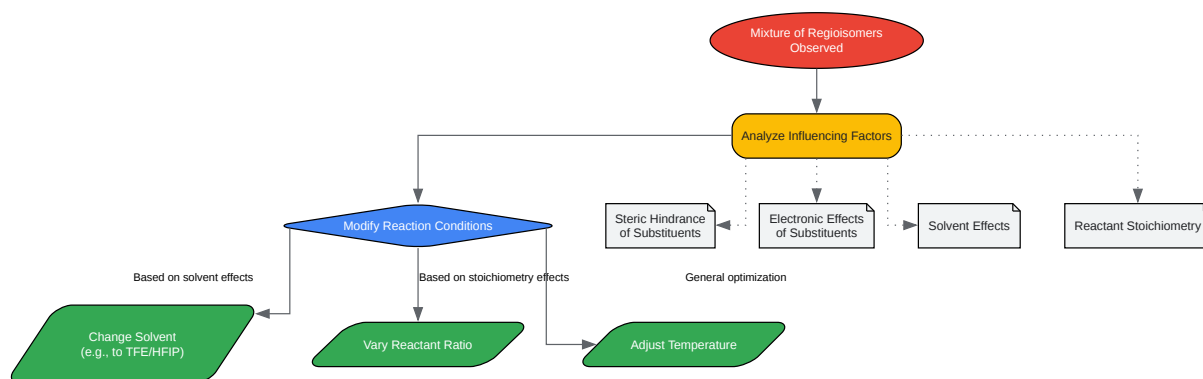 Mixture of Regioisomers
Observed
Analyze Influencing Factors
Modify Reaction Conditions
Steric Hindrance
of Substituents
Electronic Effects
of Substituents
Solvent Effects
Reactant Stoichiometry
Based on solvent effects
Based on stoichiometry effects
General optimization
Change Solvent
(e.g., to TFE/HFIP)
Vary Reactant Ratio
Adjust Temperature